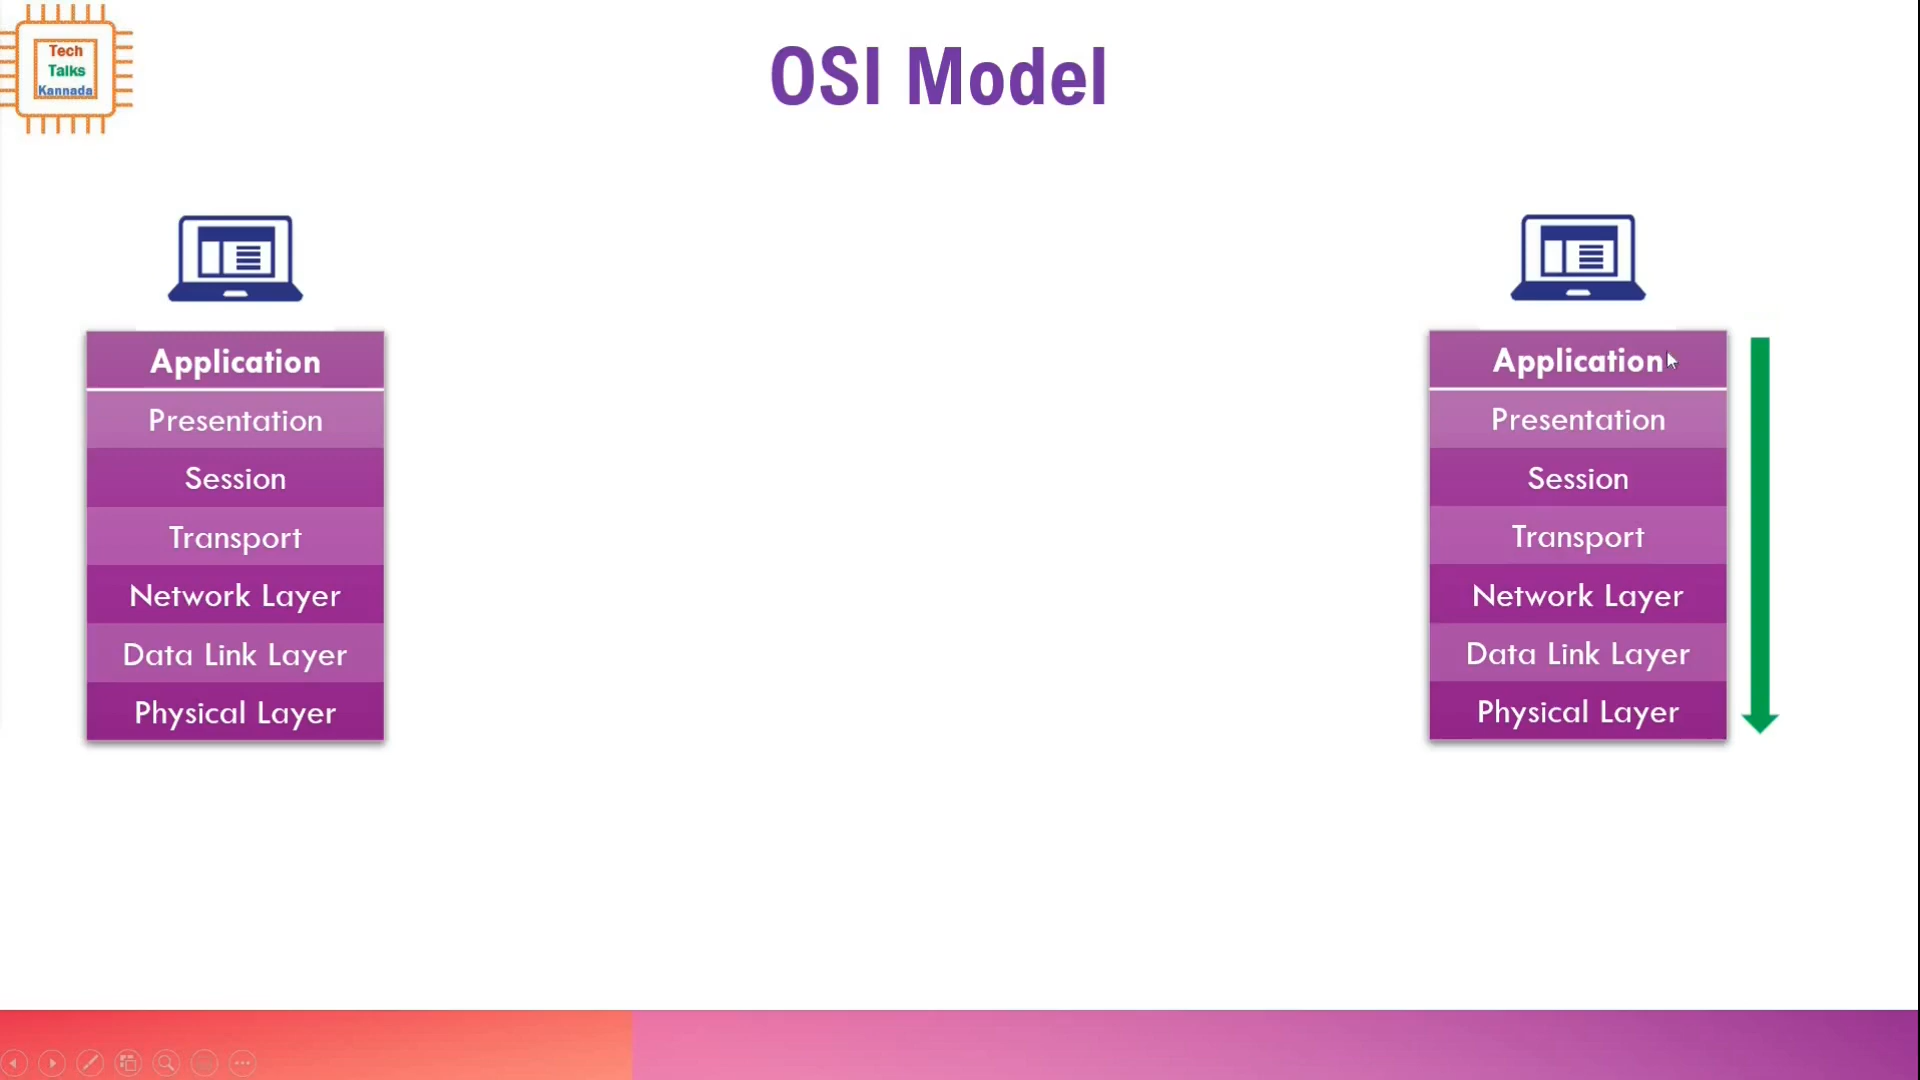 Tech
Talks
Kannada
OSI Model
Application
Presentation
Session
Transport
Network Layer
Data Link Layer
Physical Layer
Application
Presentation
Session
Transport
Network Layer
Data Link Layer
Physical Layer